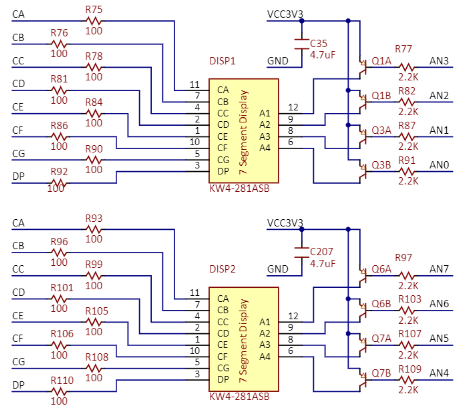 CA R75 100 VCC3V3
CB R76 100 C35 4.7uF Q1A R77 2.2K AN3
CC R78 100 DISP1 GND
CD R81 100 11 CA Q1B R82 2.2K AN2
7 CB
CE R84 100 4 CC A1 12
2 CD A2 9 Q3A R87 2.2K AN1
CF R86 100 1 CE A3 8
10 CF A4 6
CG R90 100 5 CG Q3B R91 2.2K AN0
DP R92 100 3 DP
7 Segment Display
KW4-281ASB
CA R93 100 VCC3V3
CB R96 100 C207 4.7uF
CC R99 100 DISP2 GND Q6A R97 2.2K AN7
CD R101 100 11 CA Q6B R103 2.2K AN6
7 CB
CE R105 100 4 CC A1 12
2 CD A2 9 Q7A R107 2.2K AN5
CF R106 100 1 CE A3 8
10 CF A4 6
CG R108 100 5 CG Q7B R109 2.2K AN4
DP R110 100 3 DP
7 Segment Display
KW4-281ASB